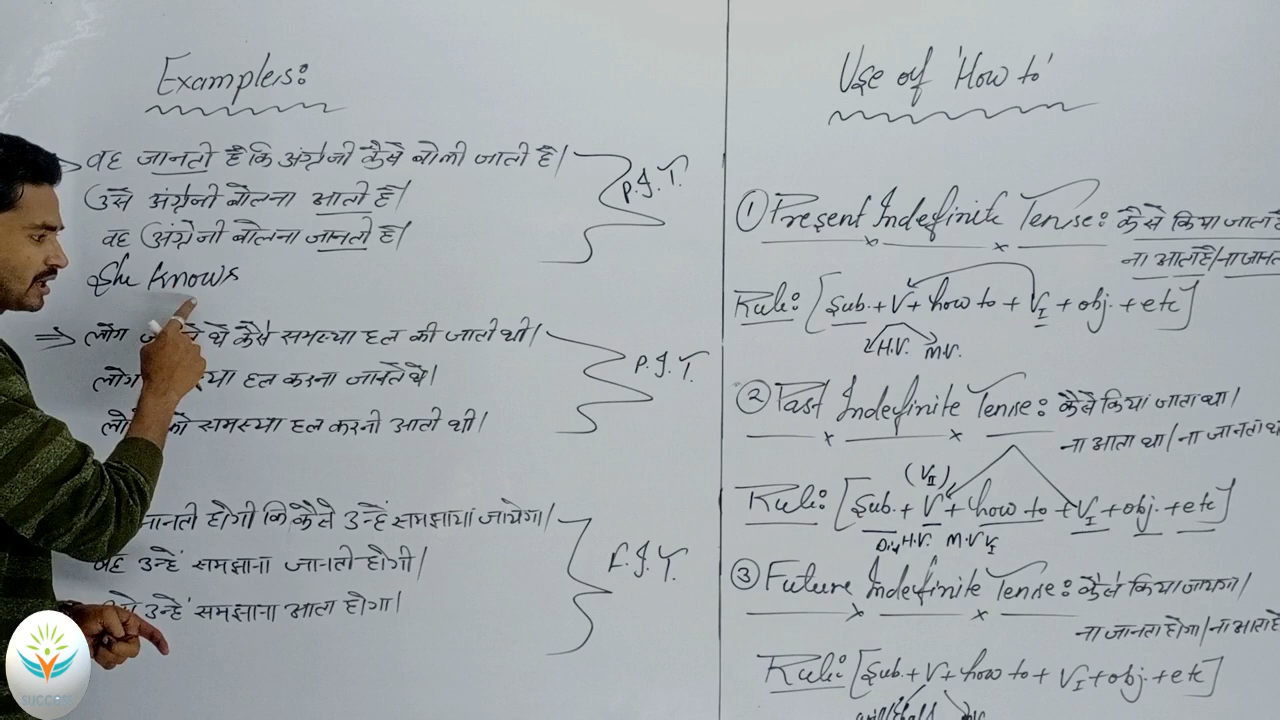 Examples:
वह जानती है कि अंग्रेजी कैसे बोली जाती है।
उसे अंग्रेजी बोलना आती है।
वह अंग्रेजी बोलना जानती है।
P.I.T.
She knows
लोग थे कैसे समस्या हल की जाती थी।
लोग हल करना जानते थे।
को समस्या हल करनी आती थी।
P.I.T.
होगी कि कैसे उन्हें समझाया जायेगा।
वह उन्हें समझाना जानती होगी।
उन्हें समझाना आता होगा।
F.I.T.
Use of 'How to'
① Present Indefinite Tense: कैसे किया जाता है
ना आता है/ना जानत
Rule: [Sub. + V + how to + V_I + obj. + etc]
H.V. M.V.
② Past Indefinite Tense: कैसे किया जाता था।
ना आता था/ना जानता थ
(V_II)
Rule: [Sub. + V + how to + V_I + obj. + etc]
H.V. M.V. V_I
③ Future Indefinite Tense: कैसे किया जायगा।
ना जानता होगा/ना आता हो
Rule: [Sub. + V + how to + V_I + obj. + etc]
will/shall
SUCCESS